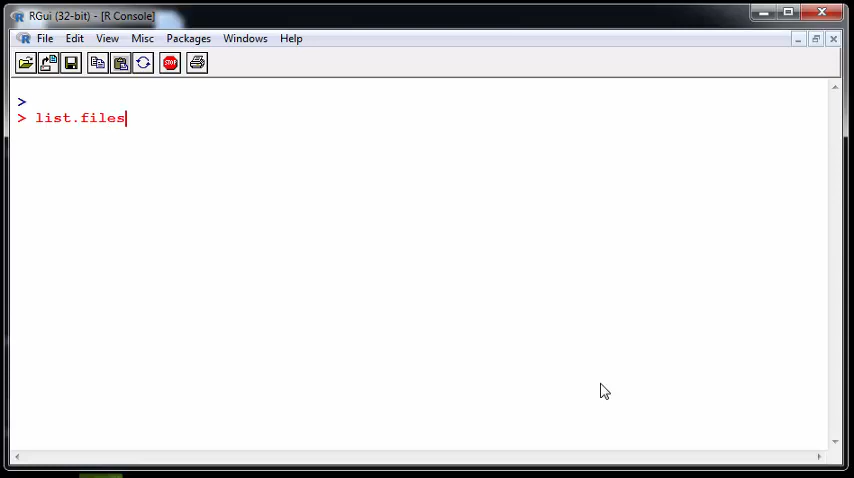 RGui (32-bit) - [R Console]
File Edit View Misc Packages Windows Help
STOP
>
> list.files